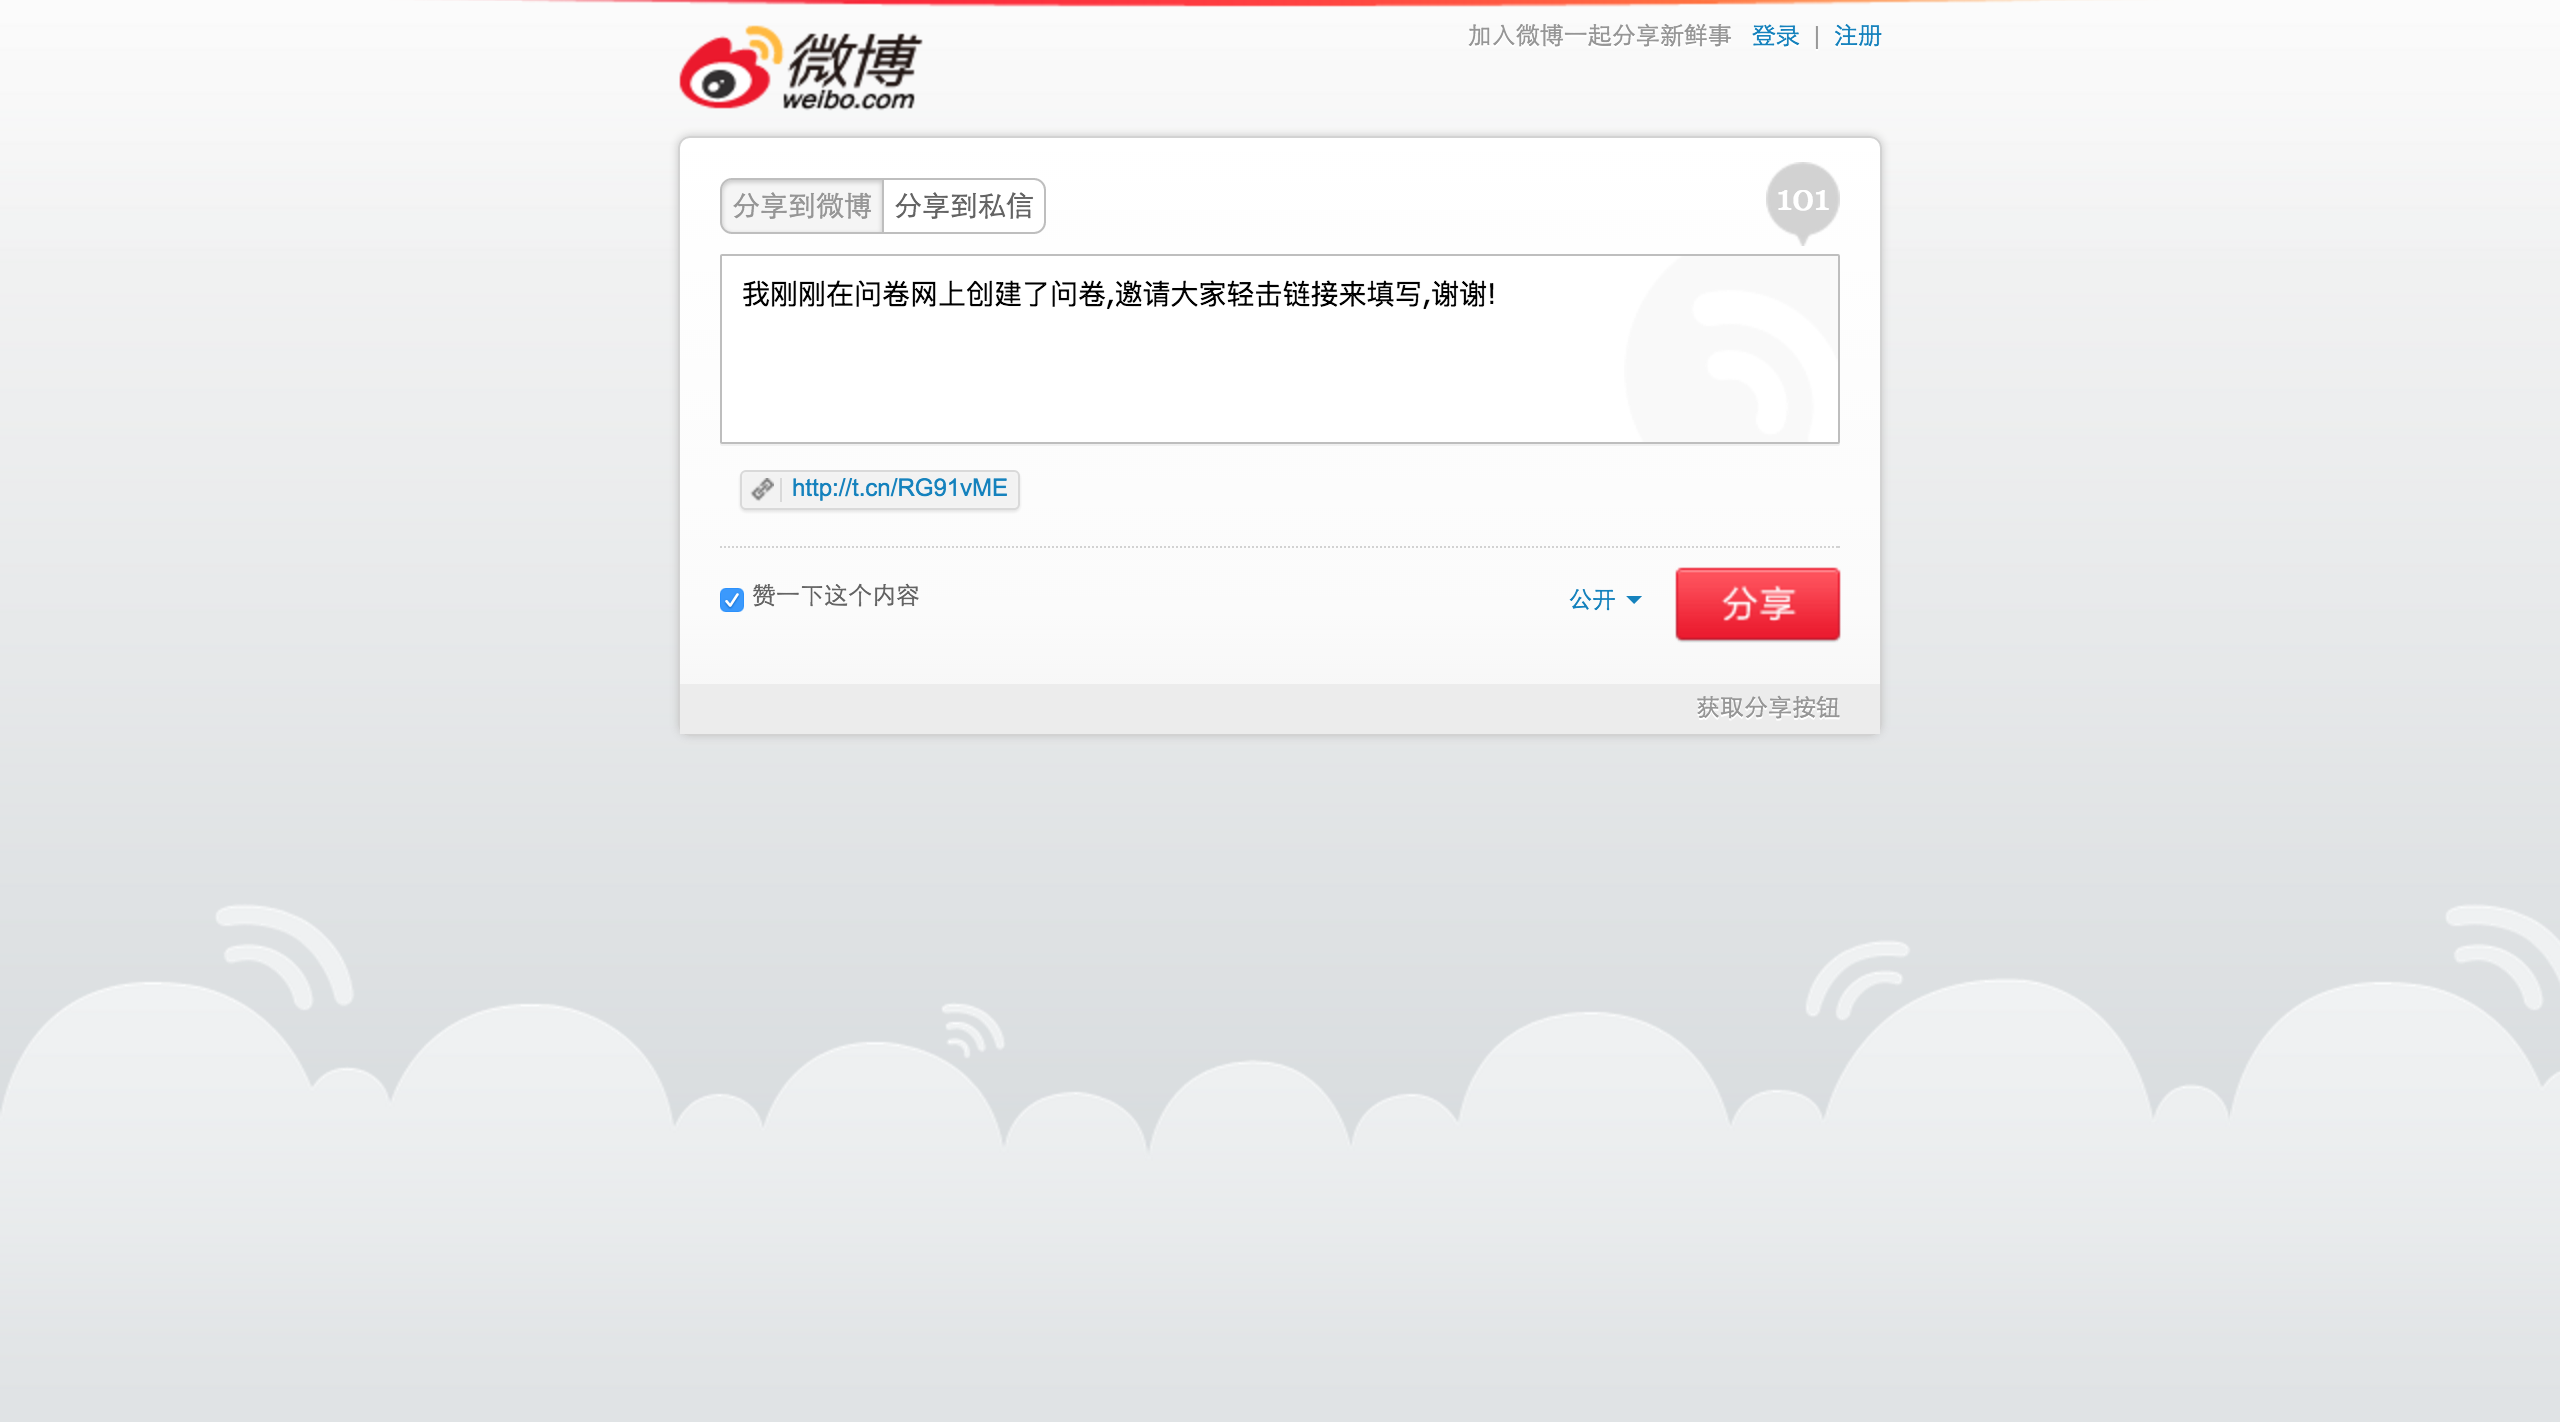 微博
weibo.com
加入微博一起分享新鲜事 登录 | 注册
分享到微博 分享到私信
101
我刚刚在问卷网上创建了问卷,邀请大家轻击链接来填写,谢谢!
http://t.cn/RG91vME
赞一下这个内容
公开
分享
获取分享按钮